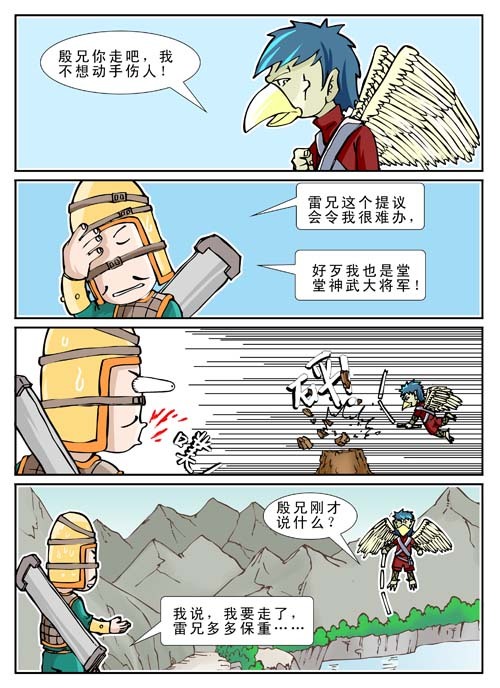 殷兄你走吧，我
不想动手伤人！
雷兄这个提议
会令我很难办，
好歹我也是堂
堂神武大将军！
砰
噗
殷兄刚才
说什么？
我说，我要走了，
雷兄多多保重……